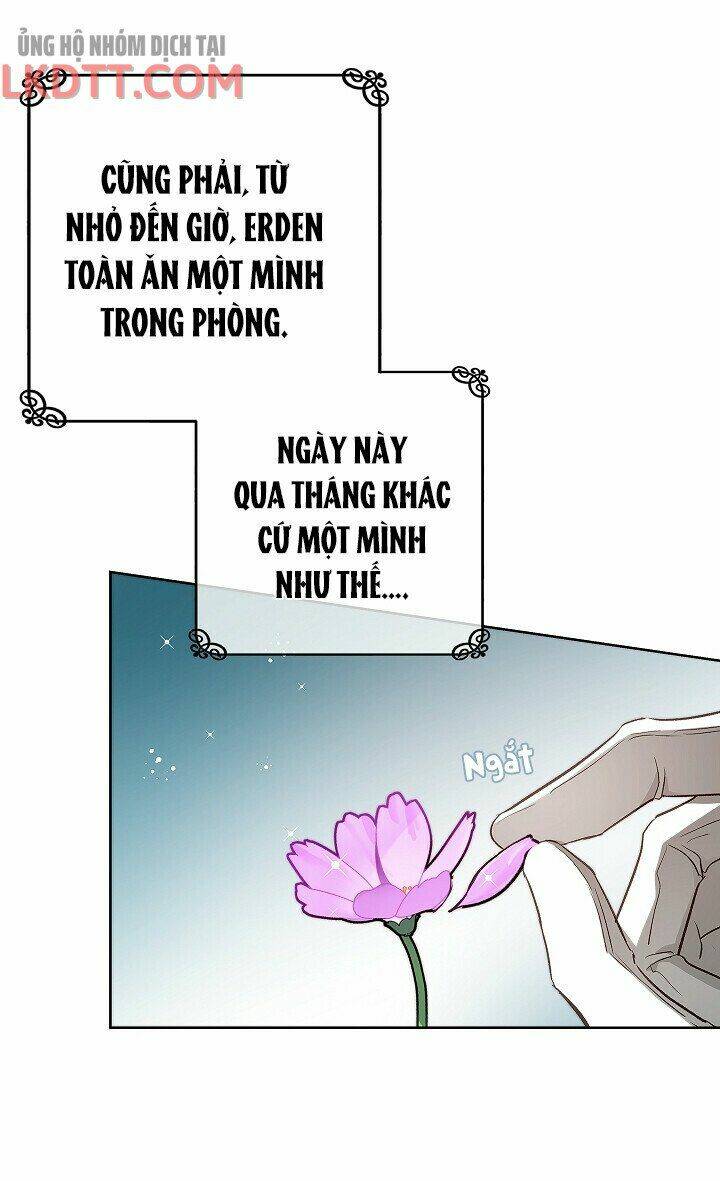 ỦNG HỘ NHÓM DỊCH TẠI
LKDTT.COM
CŨNG PHẢI, TỪ
NHỎ ĐẾN GIỜ, ERDEN
TOÀN ĂN MỘT MÌNH
TRONG PHÒNG.
NGÀY NÀY
QUA THÁNG KHÁC
CỨ MỘT MÌNH
NHƯ THẾ....
Ngắt